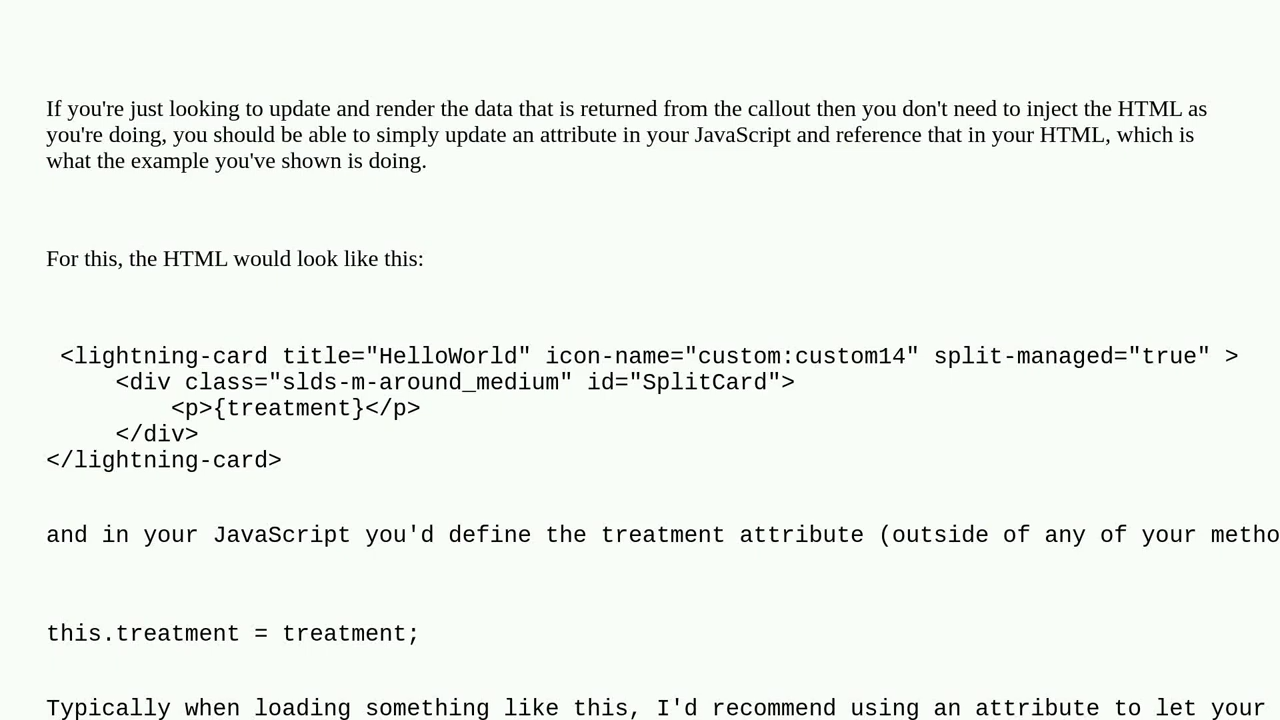 If you're just looking to update and render the data that is returned from the callout then you don't need to inject the HTML as
you're doing, you should be able to simply update an attribute in your JavaScript and reference that in your HTML, which is
what the example you've shown is doing.
For this, the HTML would look like this:
<lightning-card title="HelloWorld" icon-name="custom:custom14" split-managed="true" >
<div class="slds-m-around_medium" id="SplitCard">
<p>{treatment}</p>
</div>
</lightning-card>
and in your JavaScript you'd define the treatment attribute (outside of any of your metho
this.treatment = treatment;
Typically when loading something like this, I'd recommend using an attribute to let your